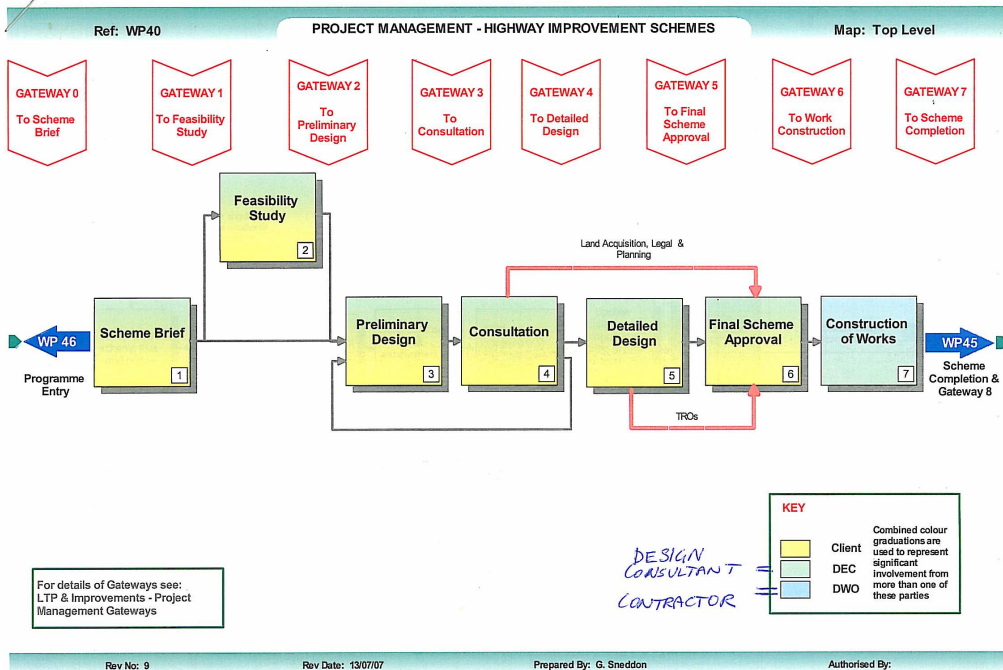 Ref: WP40
PROJECT MANAGEMENT - HIGHWAY IMPROVEMENT SCHEMES
Map: Top Level
GATEWAY 0
To Scheme
Brief
GATEWAY 1
To Feasibility
Study
GATEWAY 2
To
Preliminary
Design
GATEWAY 3
To
Consultation
GATEWAY 4
To Detailed
Design
GATEWAY 5
To Final
Scheme
Approval
GATEWAY 6
To Work
Construction
GATEWAY 7
To Scheme
Completion
Feasibility
Study
2
Land Acquisition, Legal &
Planning
WP 46
Programme
Entry
Scheme Brief
1
Preliminary
Design
3
Consultation
4
Detailed
Design
5
Final Scheme
Approval
6
Construction
of Works
7
WP45
Scheme
Completion &
Gateway 8
TROs
KEY
Client
DEC
DWO
Combined colour
graduations are
used to represent
significant
involvement from
more than one of
these parties
DESIGN
CONSULTANT =
CONTRACTOR =
For details of Gateways see:
LTP & Improvements - Project
Management Gateways
Rev No: 9
Rev Date: 13/07/07
Prepared By: G. Sneddon
Authorised By: